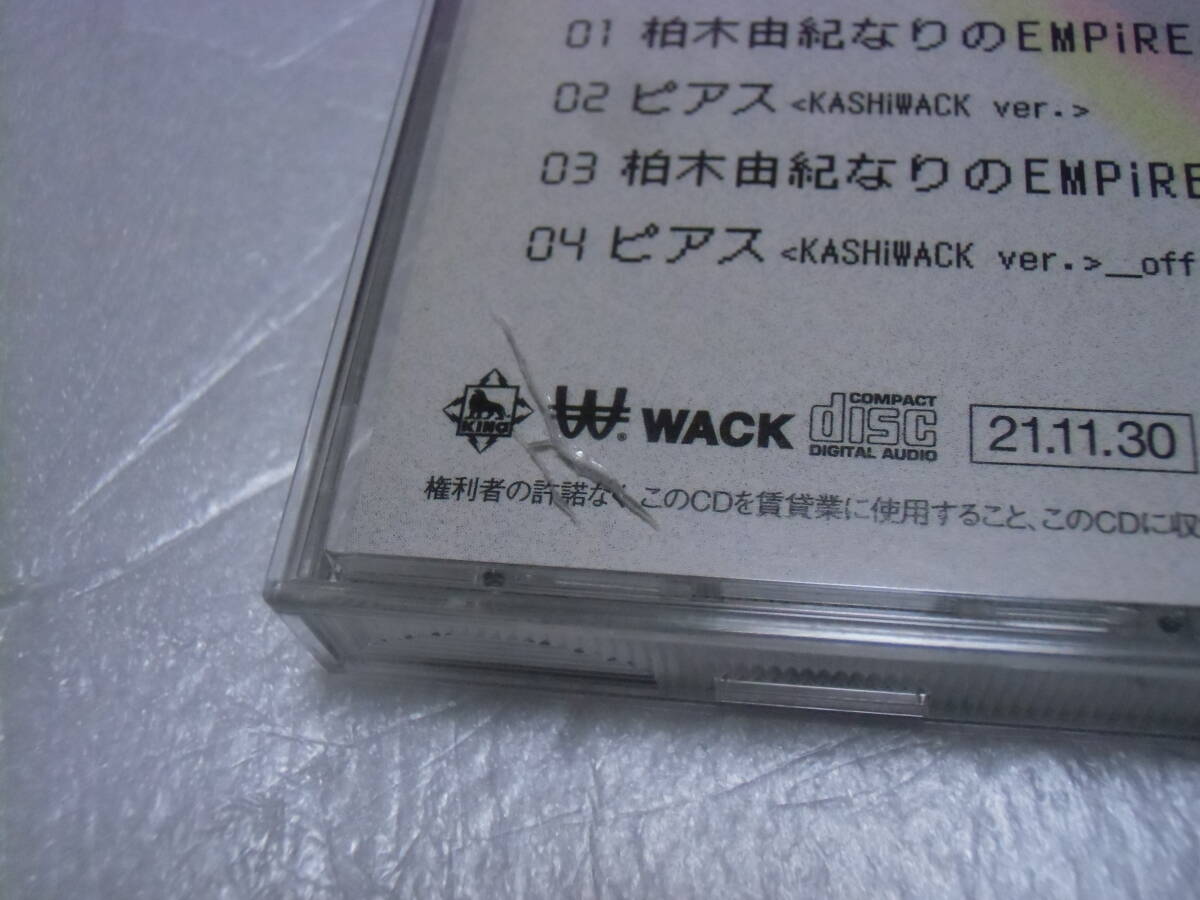 01 柏木由紀なりのEMPiRE
02 ピアス <KASHiWACK ver.>
03 柏木由紀なりのEMPiRE
04 ピアス <KASHiWACK ver.>__off
KING
W® WACK
COMPACT
disc
DIGITAL AUDIO
21.11.30
権利者の許諾なくこのCDを賃貸業に使用すること、このCDに収